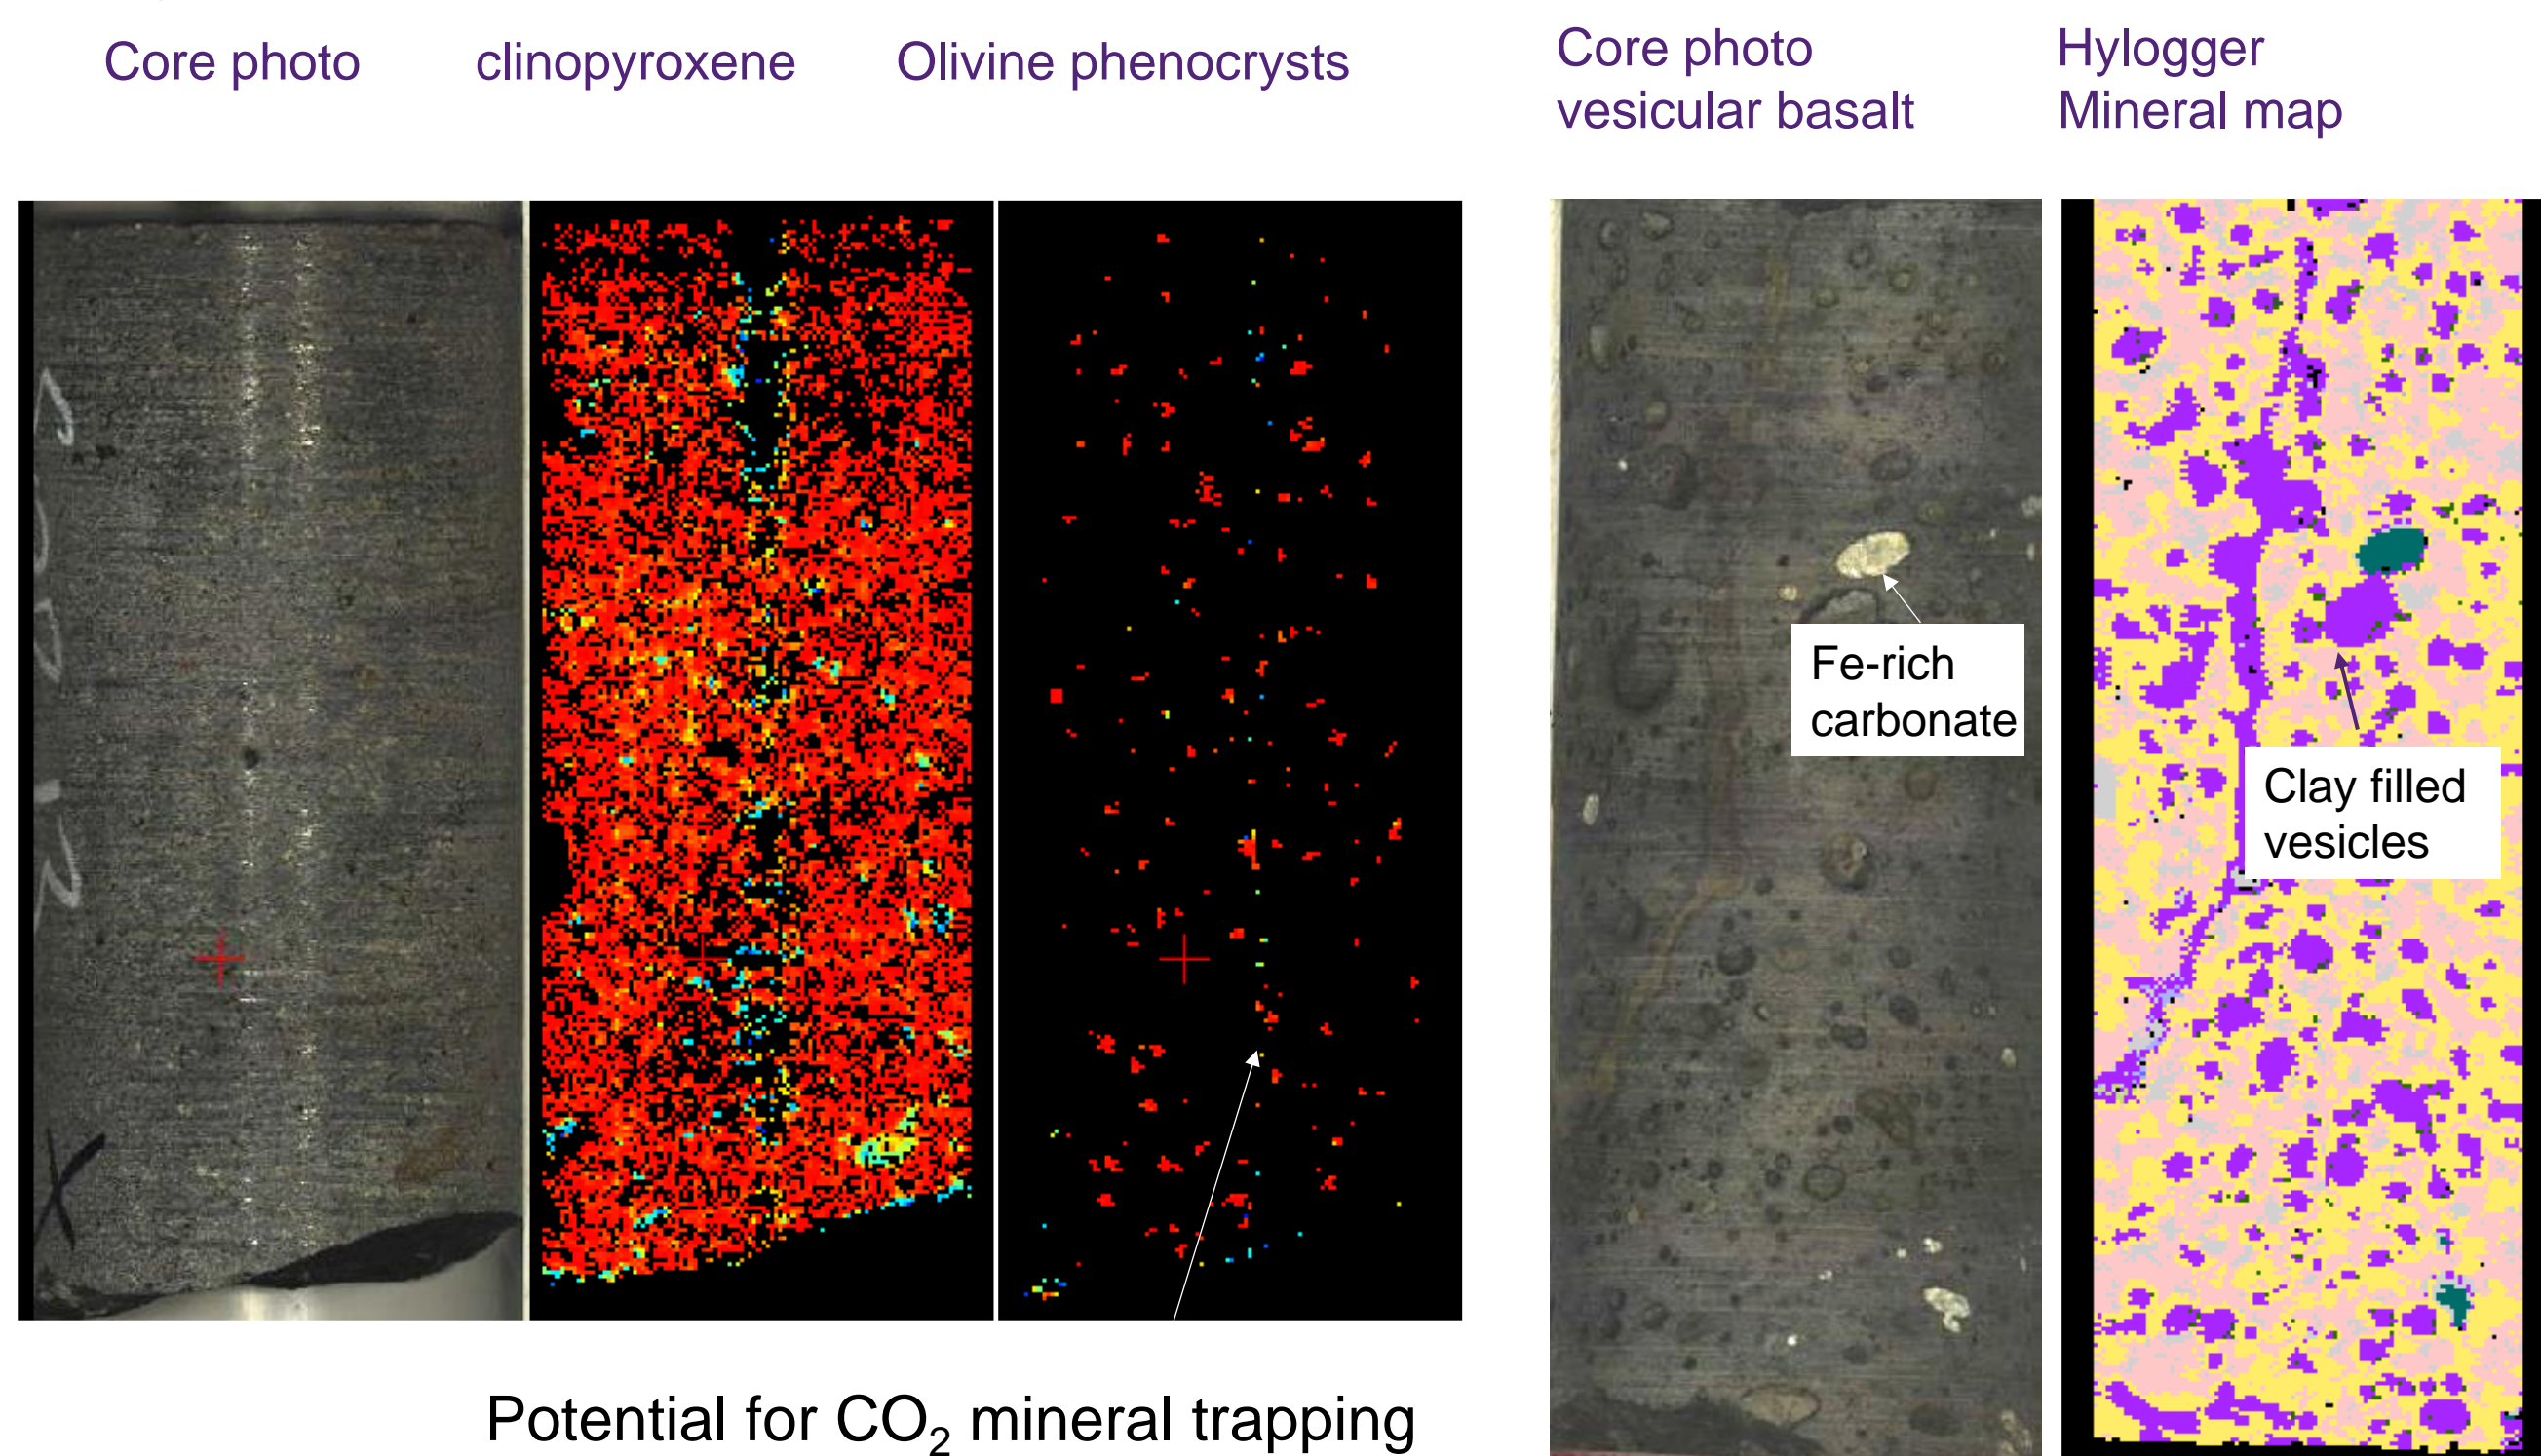 Core photo
clinopyroxene
Olivine phenocrysts
Core photo
vesicular basalt
Hylogger
Mineral map
Fe-rich
carbonate
Clay filled
vesicles
Potential for CO₂ mineral trapping